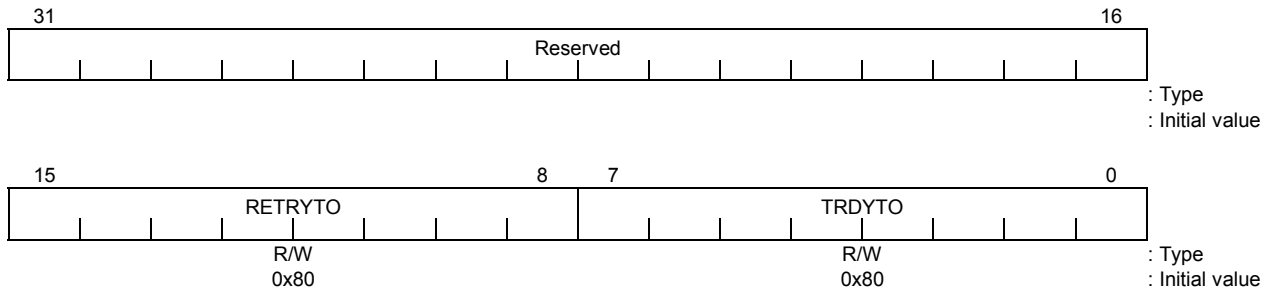 31 16
Reserved
: Type
: Initial value
15 8 7 0
RETRYTO TRDYTO
R/W R/W : Type
0x80 0x80 : Initial value